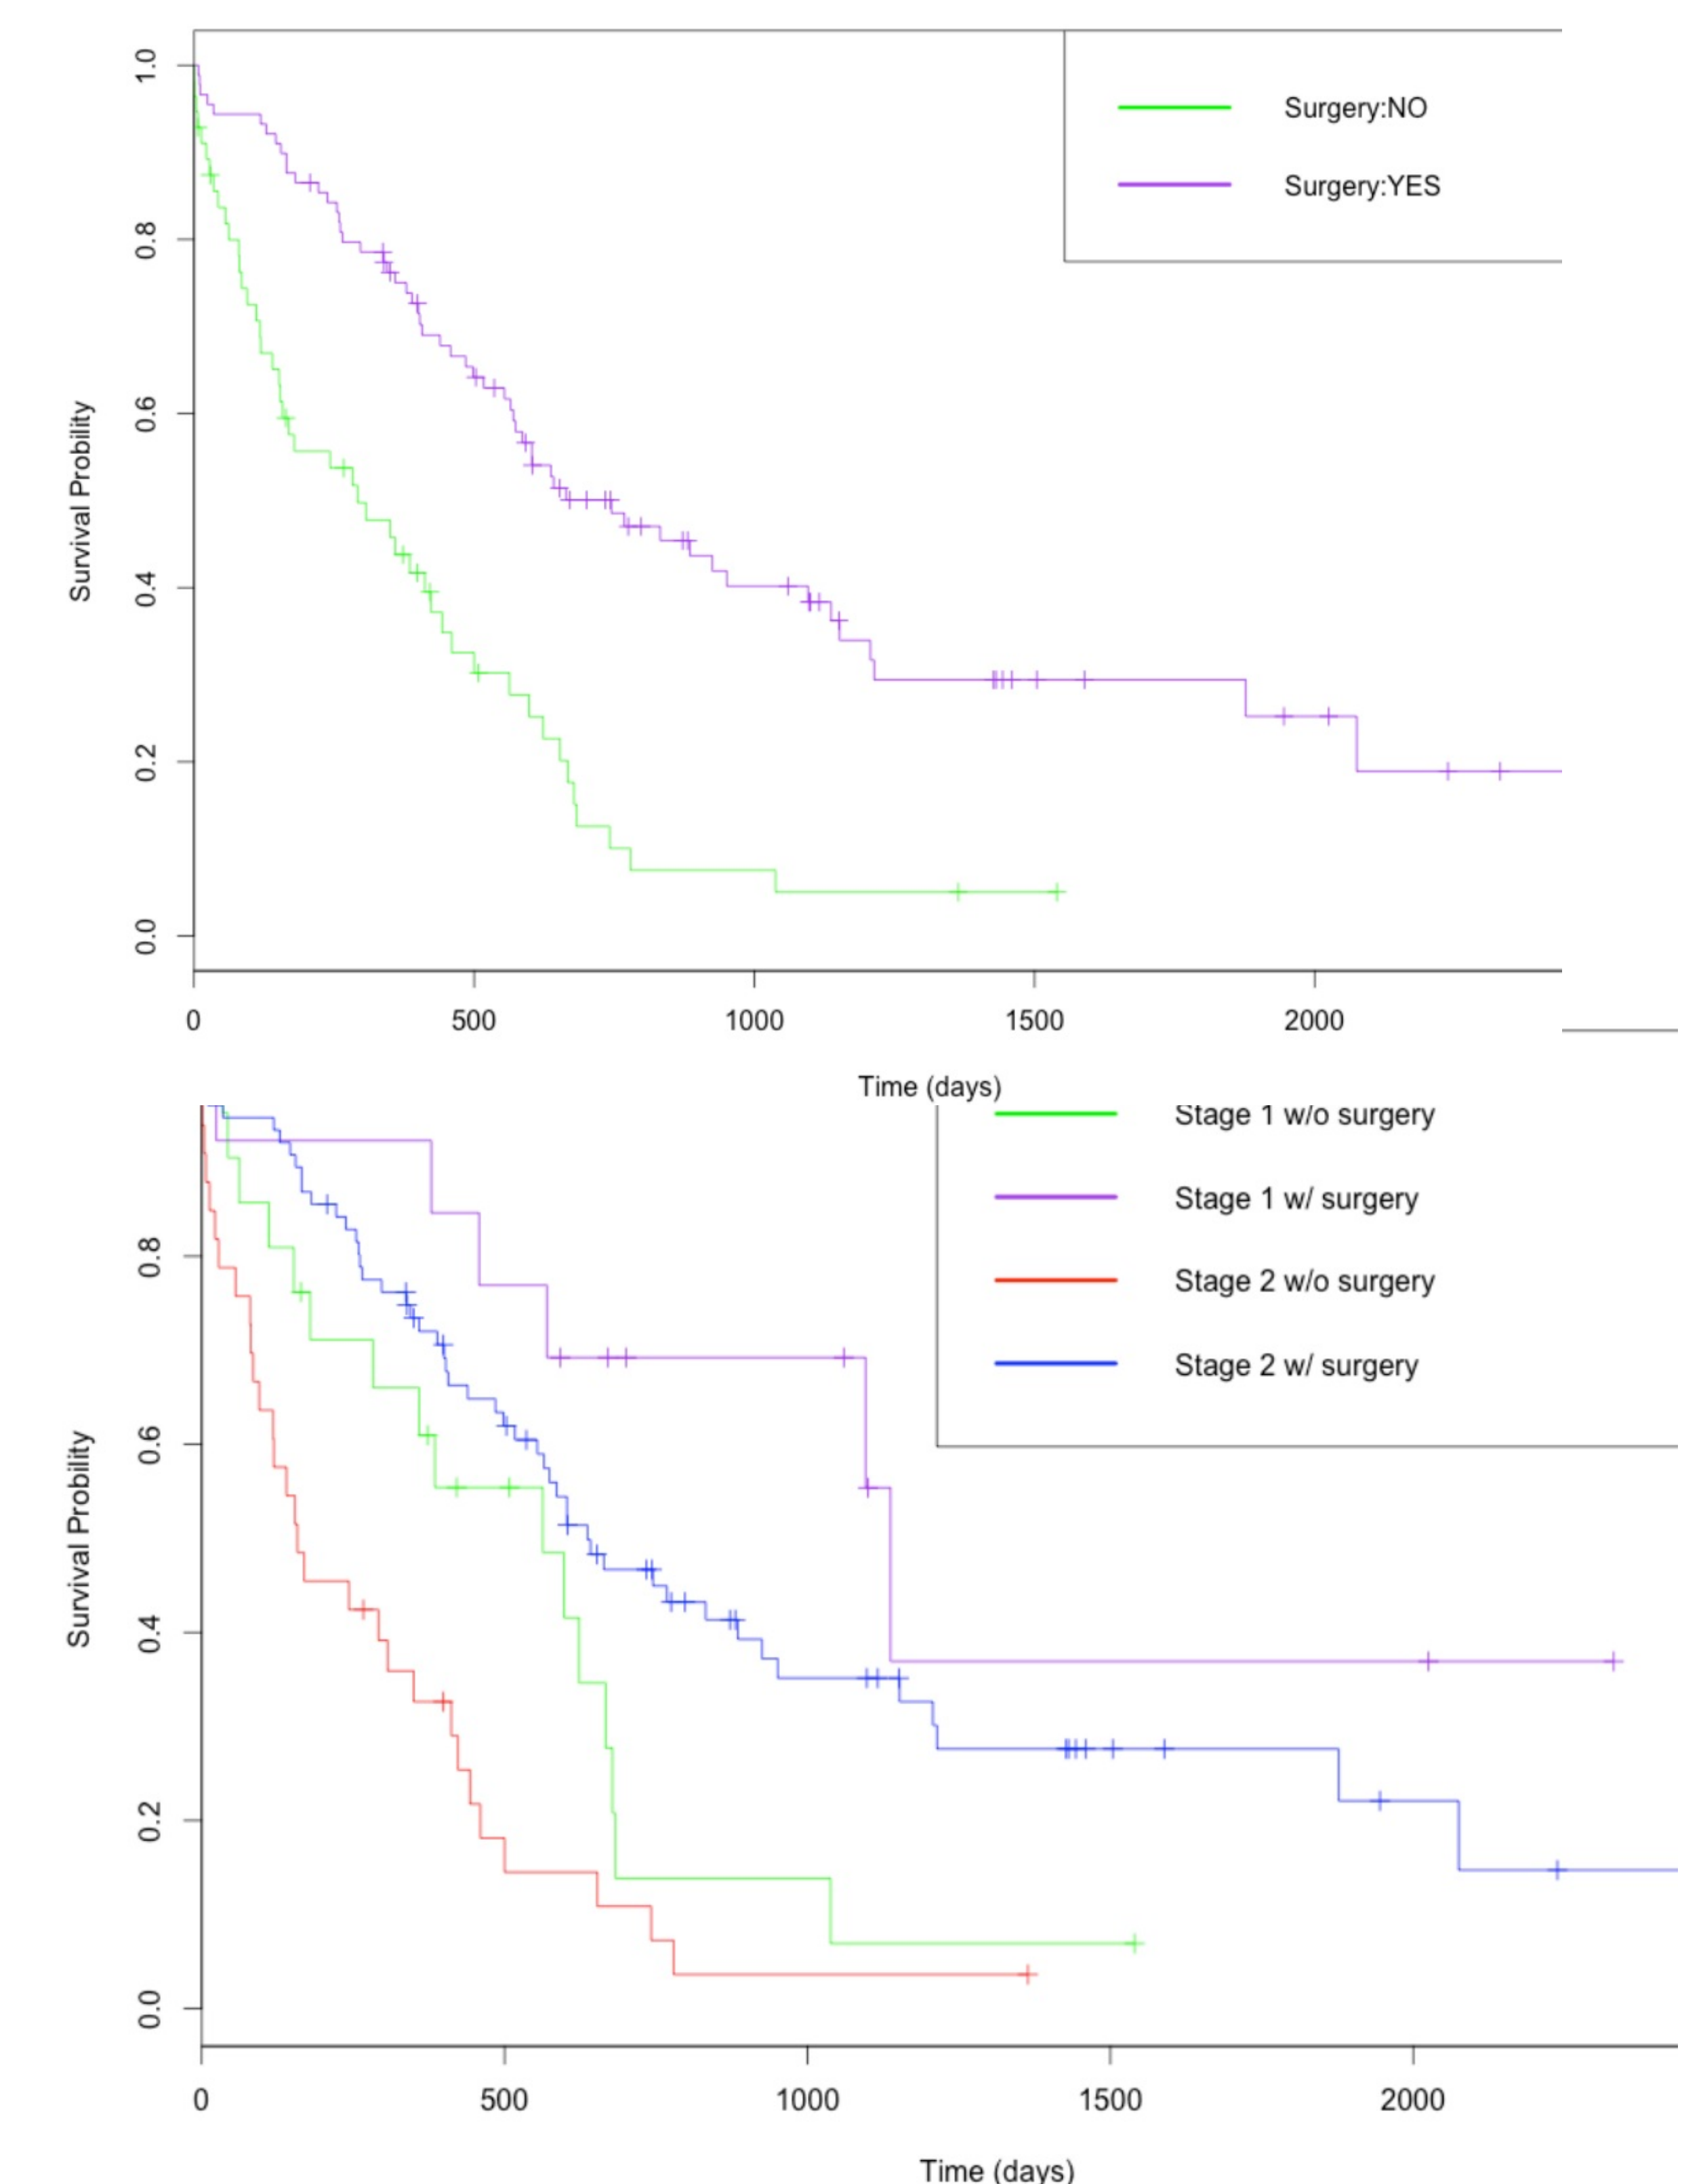 1.0
Surgery:NO
Surgery:YES
0.8
0.6
Survival Probility
0.4
0.2
0.0
0 500 1000 1500 2000
Time (days)
Stage 1 w/o surgery
Stage 1 w/ surgery
0.8
Stage 2 w/o surgery
Stage 2 w/ surgery
0.6
Survival Probility
0.4
0.2
0.0
0 500 1000 1500 2000
Time (days)